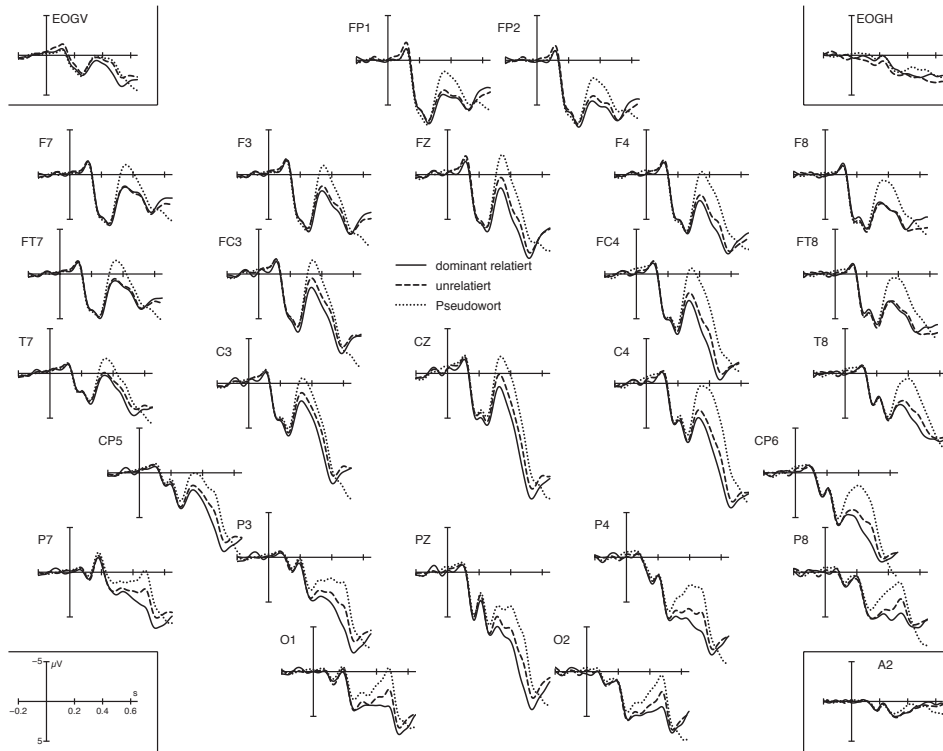 EOGV
FP1
FP2
EOGH
F7
F3
FZ
F4
F8
FT7
FC3
FC4
FT8
dominant relatiert
unrelatiert
Pseudowort
T7
C3
CZ
C4
T8
CP5
CP6
P7
P3
PZ
P4
P8
O1
O2
A2
−5 µV
s
−0.2 0.2 0.4 0.6
5